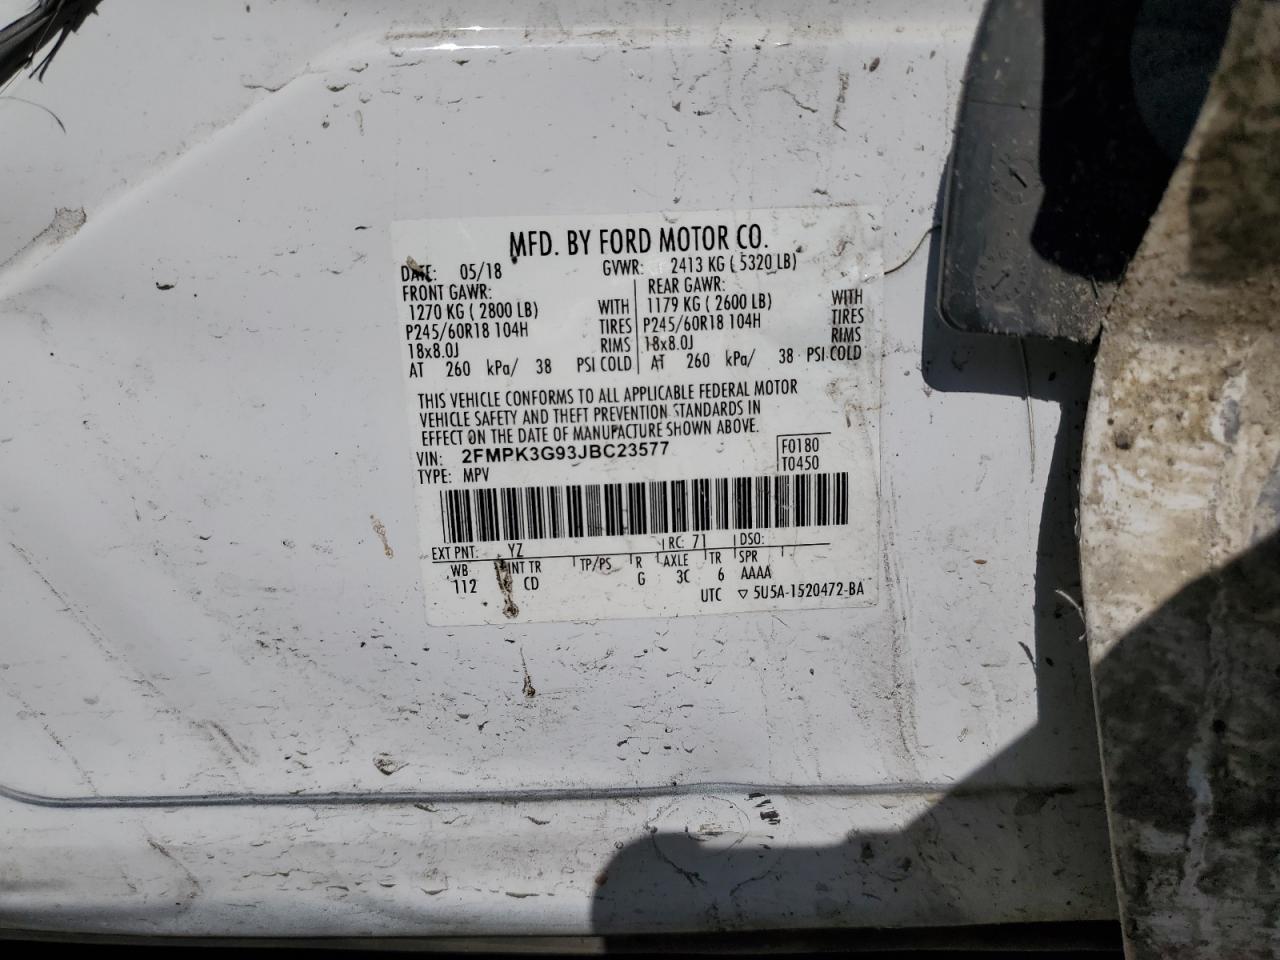 MFD. BY FORD MOTOR CO.
DATE: 05/18 GVWR: 2413 KG ( 5320 LB)
FRONT GAWR: REAR GAWR:
1270 KG ( 2800 LB) WITH 1179 KG ( 2600 LB) WITH
P245/60R18 104H TIRES P245/60R18 104H TIRES
18x8.0J RIMS 18x8.0J RIMS
AT 260 kPa/ 38 PSI COLD AT 260 kPa/ 38 PSI COLD
THIS VEHICLE CONFORMS TO ALL APPLICABLE FEDERAL MOTOR
VEHICLE SAFETY AND THEFT PREVENTION STANDARDS IN
EFFECT ON THE DATE OF MANUFACTURE SHOWN ABOVE.
VIN: 2FMPK3G93JBC23577 F0180
TYPE: MPV T0450
EXT PNT: YZ RC: 71 DSO:
WB INT TR TP/PS R AXLE TR SPR
112 CD G 3C 6 AAAA
UTC ▽ 5U5A-1520472-BA